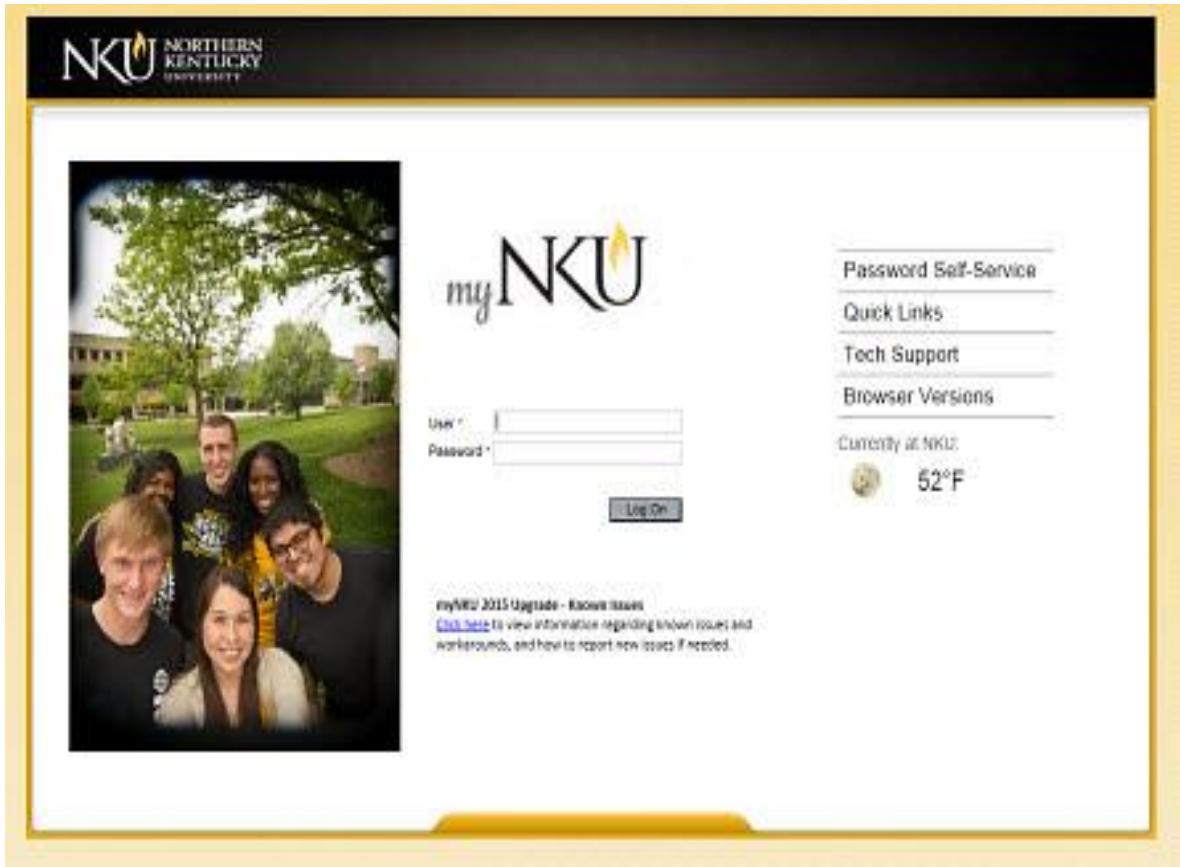 NKU NORTHERN
KENTUCKY
UNIVERSITY
myNKU
User *
Password *
Log On
myNKU 2015 Upgrade - Known Issues
Click here to view information regarding known issues and
workarounds, and how to report new issues if needed.
Password Self-Service
Quick Links
Tech Support
Browser Versions
Currently at NKU:
52°F